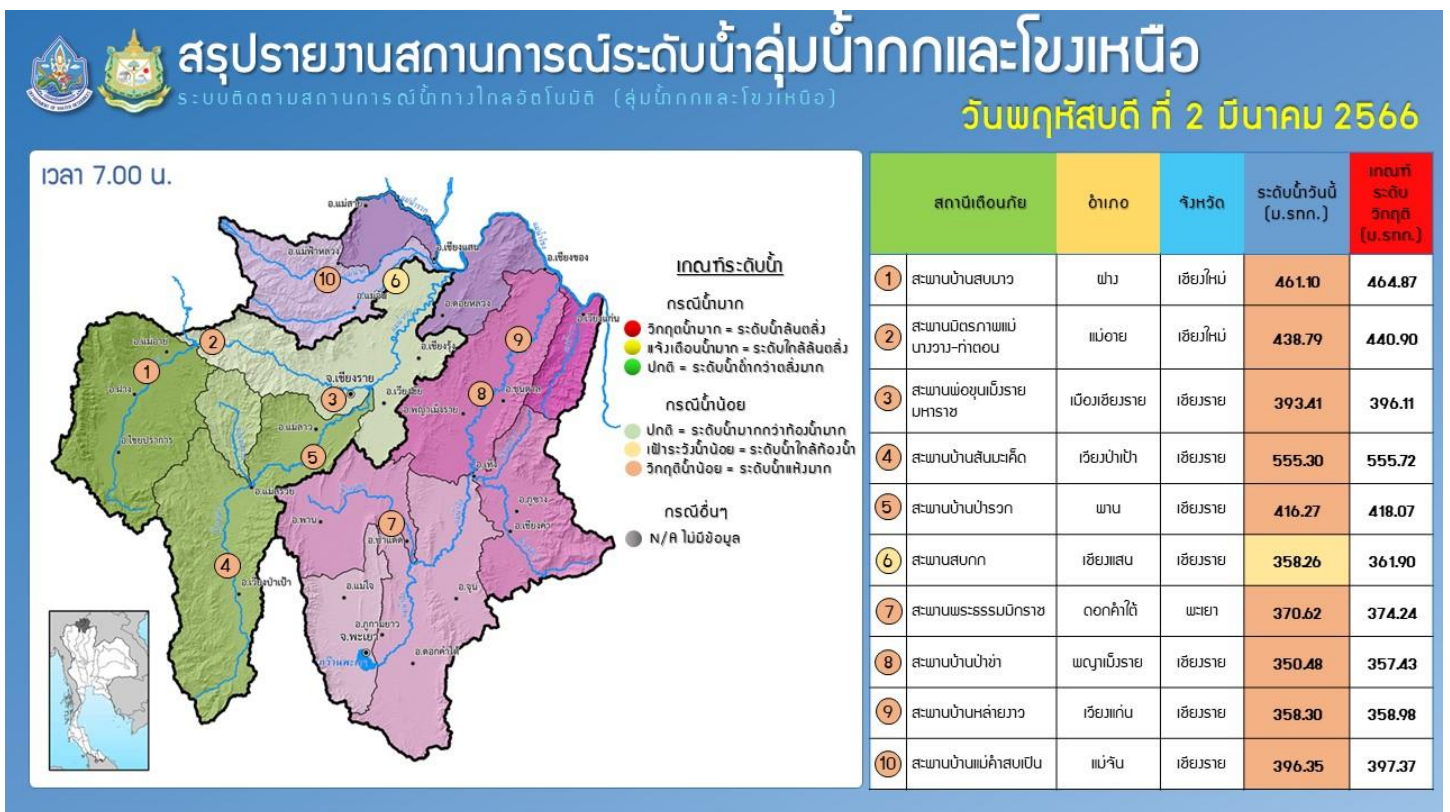 สรุปรายงานสถานการณ์ระดับน้ำลุ่มน้ำกกและโขงเหนือ
ระบบติดตามสถานการณ์น้ำทางไกลอัตโนมัติ (ลุ่มน้ำกกและโขงเหนือ)
วันพฤหัสบดี ที่ 2 มีนาคม 2566
เวลา 7.00 น.
อ.แม่สาย
อ.แม่ฟ้าหลวง
อ.เชียงแสน
อ.เชียงของ
10
6
อ.ดอยหลวง
อ.เวียงแก่น
อ.แม่อาย
2
9
1
อ.เชียงรุ้ง
จ.เชียงราย
อ.ฝาง
3
อ.เวียงชัย
8
อ.ขุนตาล
อ.พญาเม็งราย
อ.ไชยปราการ
อ.แม่ลาว
5
อ.เทิง
อ.แม่สรวย
อ.ภูซาง
อ.พาน
7
อ.เชียงคำ
อ.ป่าแดด
4
อ.เวียงป่าเป้า
อ.แม่ใจ
อ.จุน
อ.ภูกามยาว
จ.พะเยา
อ.ดอกคำใต้
เกณฑ์ระดับน้ำ
กรณีน้ำมาก
วิกฤตน้ำมาก = ระดับน้ำล้นตลิ่ง
แจ้งเตือนน้ำมาก = ระดับใกล้ล้นตลิ่ง
ปกติ = ระดับน้ำต่ำกว่าตลิ่งมาก
กรณีน้ำน้อย
ปกติ = ระดับน้ำมากกว่าท้องน้ำมาก
เฝ้าระวังน้ำน้อย = ระดับน้ำใกล้ท้องน้ำ
วิกฤติน้ำน้อย = ระดับน้ำแห้งมาก
กรณีอื่นๆ
N/A ไม่มีข้อมูล
สถานีเตือนภัย อำเภอ จังหวัด ระดับน้ำวันนี้ (ม.รทก.) เกณฑ์ระดับวิกฤติ (ม.รทก.)
1 สะพานบ้านสบมาว ฝาง เชียงใหม่ 461.10 464.87
2 สะพานมิตรภาพแม่นางวาง-ท่าตอน แม่อาย เชียงใหม่ 438.79 440.90
3 สะพานพ่อขุนเม็งรายมหาราช เมืองเชียงราย เชียงราย 393.41 396.11
4 สะพานบ้านสันมะเค็ด เวียงป่าเป้า เชียงราย 555.30 555.72
5 สะพานบ้านป่ารวก พาน เชียงราย 416.27 418.07
6 สะพานสบกก เชียงแสน เชียงราย 358.26 361.90
7 สะพานพระธรรมมิกราช ดอกคำใต้ พะเยา 370.62 374.24
8 สะพานบ้านป่าข่า พญาเม็งราย เชียงราย 350.48 357.43
9 สะพานบ้านหล่ายงาว เวียงแก่น เชียงราย 358.30 358.98
10 สะพานบ้านแม่คำสบเปิน แม่จัน เชียงราย 396.35 397.37